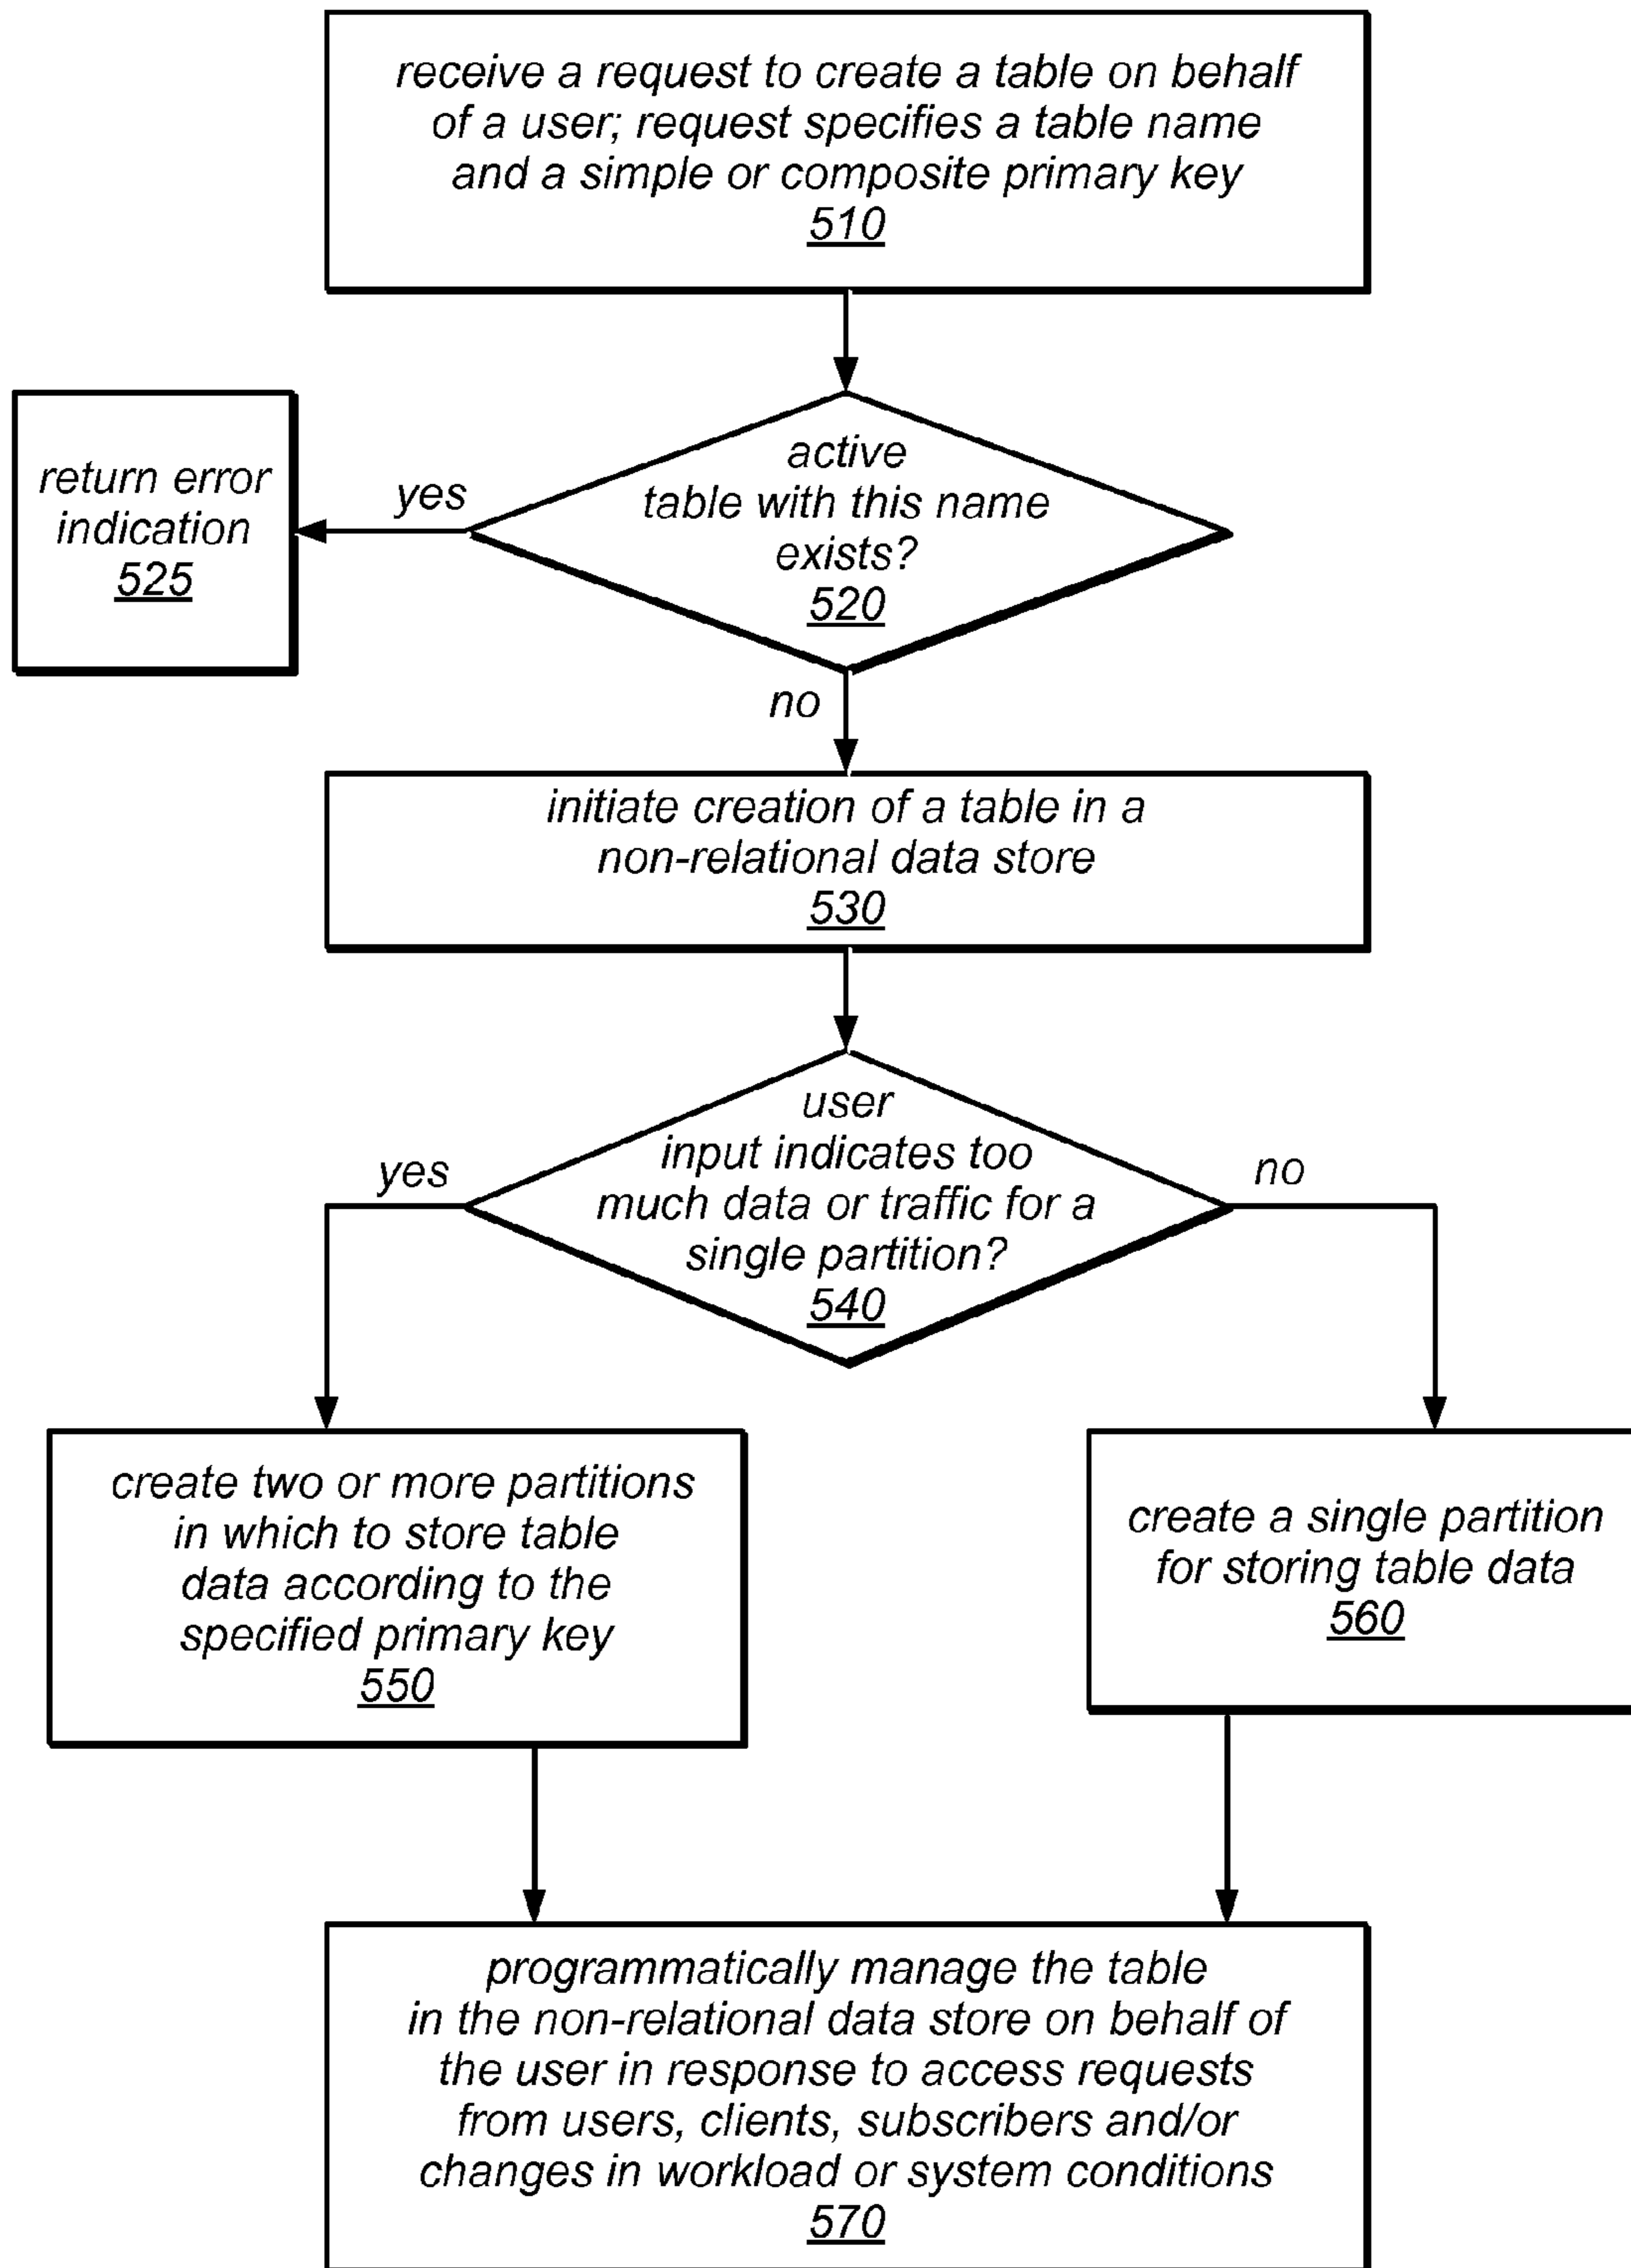 receive a request to create a table on behalf
of a user; request specifies a table name
and a simple or composite primary key
510
active
table with this name
exists?
520
yes
return error
indication
525
no
initiate creation of a table in a
non-relational data store
530
user
input indicates too
much data or traffic for a
single partition?
540
yes
no
create two or more partitions
in which to store table
data according to the
specified primary key
550
create a single partition
for storing table data
560
programmatically manage the table
in the non-relational data store on behalf of
the user in response to access requests
from users, clients, subscribers and/or
changes in workload or system conditions
570